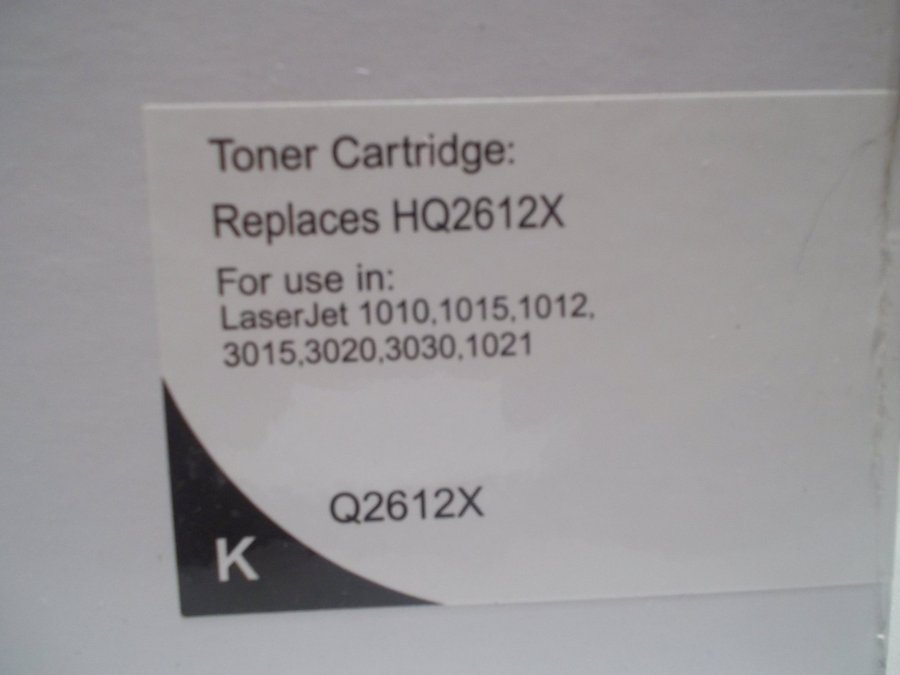 Toner Cartridge:
Replaces HQ2612X
For use in:
LaserJet 1010,1015,1012,
3015,3020,3030,1021
Q2612X
K